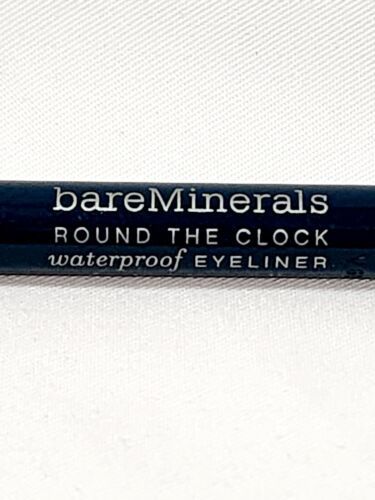 bareMinerals
ROUND THE CLOCK
waterproof EYELINER